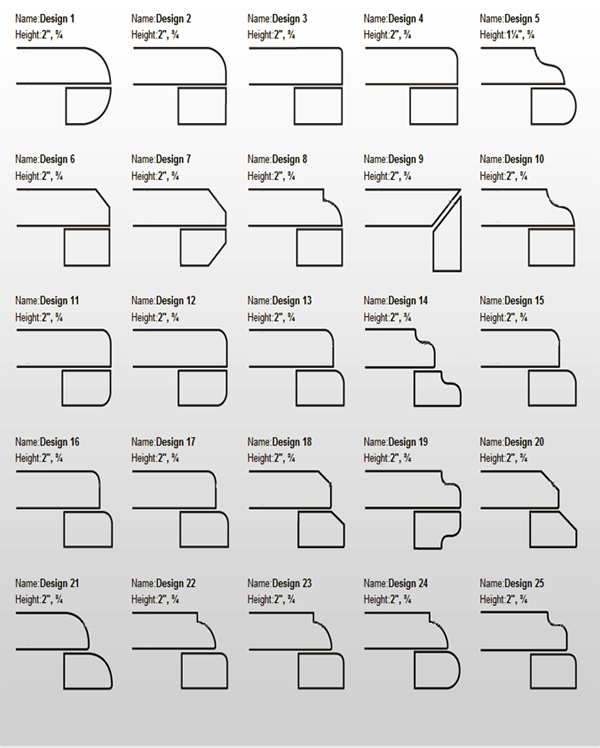 Name:Design 1
Height:2", ¾
Name:Design 2
Height:2", ¾
Name:Design 3
Height:2", ¾
Name:Design 4
Height:2", ¾
Name:Design 5
Height:1¼", ¾
Name:Design 6
Height:2", ¾
Name:Design 7
Height:2", ¾
Name:Design 8
Height:2", ¾
Name:Design 9
Height:2", ¾
Name:Design 10
Height:2", ¾
Name:Design 11
Height:2", ¾
Name:Design 12
Height:2", ¾
Name:Design 13
Height:2", ¾
Name:Design 14
Height:2", ¾
Name:Design 15
Height:2", ¾
Name:Design 16
Height:2", ¾
Name:Design 17
Height:2", ¾
Name:Design 18
Height:2", ¾
Name:Design 19
Height:2", ¾
Name:Design 20
Height:2", ¾
Name:Design 21
Height:2", ¾
Name:Design 22
Height:2", ¾
Name:Design 23
Height:2", ¾
Name:Design 24
Height:2", ¾
Name:Design 25
Height:2", ¾